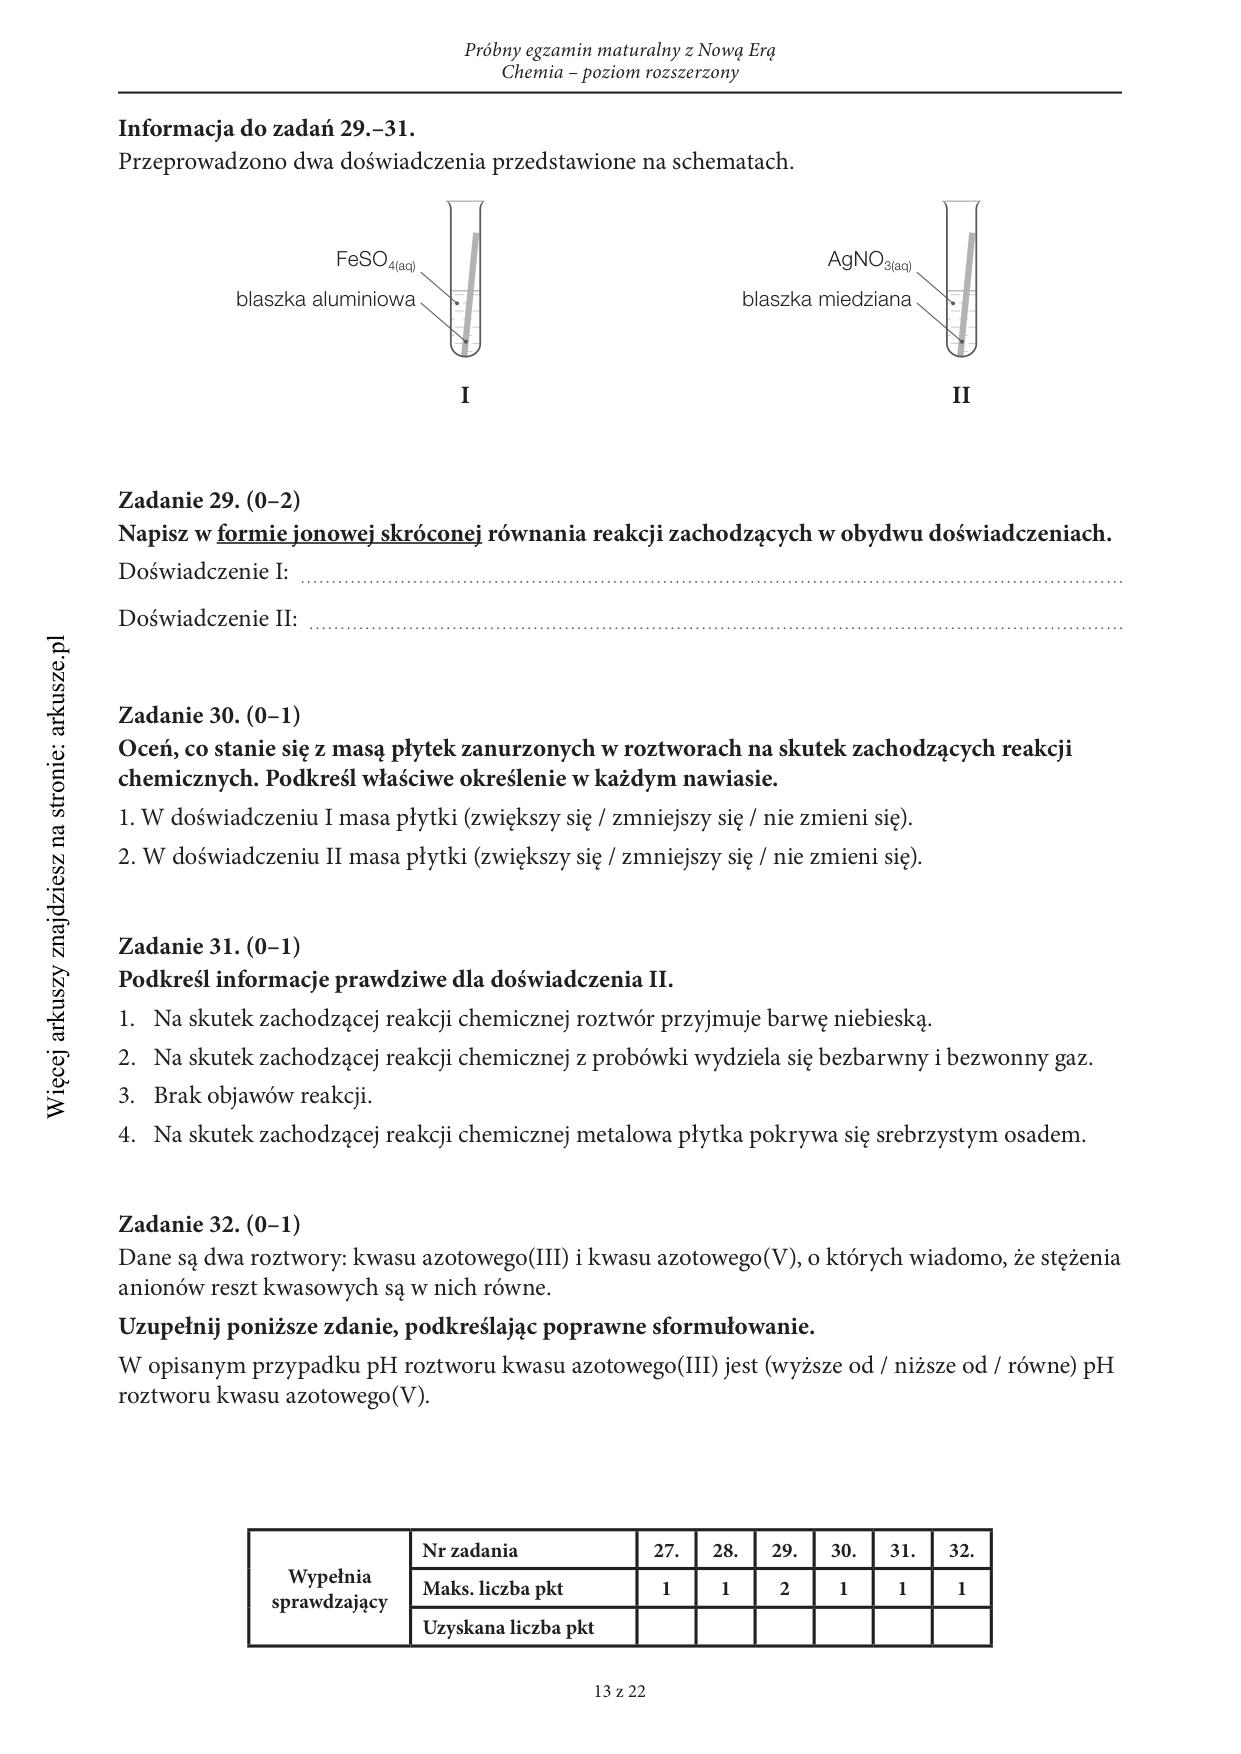 Próbny egzamin maturalny z Nową Erą
Chemia – poziom rozszerzony
Informacja do zadań 29.–31.
Przeprowadzono dwa doświadczenia przedstawione na schematach.
FeSO4(aq)
blaszka aluminiowa
I
AgNO3(aq)
blaszka miedziana
II
Zadanie 29. (0–2)
Napisz w formie jonowej skróconej równania reakcji zachodzących w obydwu doświadczeniach.
Doświadczenie I: ........................................................................
Doświadczenie II: ........................................................................
Zadanie 30. (0–1)
Oceń, co stanie się z masą płytek zanurzonych w roztworach na skutek zachodzących reakcji
chemicznych. Podkreśl właściwe określenie w każdym nawiasie.
1. W doświadczeniu I masa płytki (zwiększy się / zmniejszy się / nie zmieni się).
2. W doświadczeniu II masa płytki (zwiększy się / zmniejszy się / nie zmieni się).
Zadanie 31. (0–1)
Podkreśl informacje prawdziwe dla doświadczenia II.
1. Na skutek zachodzącej reakcji chemicznej roztwór przyjmuje barwę niebieską.
2. Na skutek zachodzącej reakcji chemicznej z probówki wydziela się bezbarwny i bezwonny gaz.
3. Brak objawów reakcji.
4. Na skutek zachodzącej reakcji chemicznej metalowa płytka pokrywa się srebrzystym osadem.
Zadanie 32. (0–1)
Dane są dwa roztwory: kwasu azotowego(III) i kwasu azotowego(V), o których wiadomo, że stężenia
anionów reszt kwasowych są w nich równe.
Uzupełnij poniższe zdanie, podkreślając poprawne sformułowanie.
W opisanym przypadku pH roztworu kwasu azotowego(III) jest (wyższe od / niższe od / równe) pH
roztworu kwasu azotowego(V).
Wypełnia
sprawdzający
Nr zadania 27. 28. 29. 30. 31. 32.
Maks. liczba pkt 1 1 2 1 1 1
Uzyskana liczba pkt
13 z 22
Więcej arkuszy znajdziesz na stronie: arkusze.pl